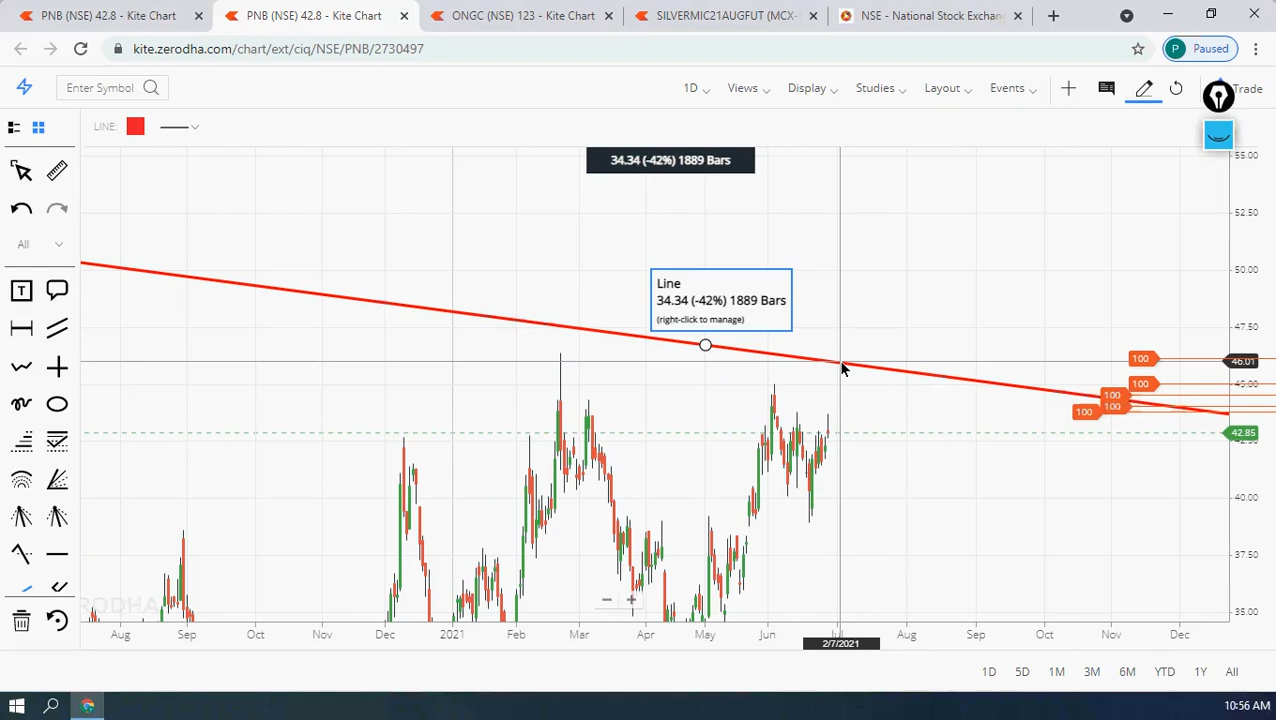 PNB (NSE) 42.8 - Kite Chart
PNB (NSE) 42.8 - Kite Chart
ONGC (NSE) 123 - Kite Chart
SILVERMIC21AUGFUT (MCX-
NSE - National Stock Exchan
kite.zerodha.com/chart/ext/ciq/NSE/PNB/2730497
P Paused
Enter Symbol
1D
Views
Display
Studies
Layout
Events
Trade
LINE:
34.34 (-42%) 1889 Bars
55.00
All
52.50
50.00
Line
34.34 (-42%) 1889 Bars
(right-click to manage)
47.50
100
46.01
100
45.00
100
100
100
42.85
40.00
37.50
35.00
RODHA
Aug Sep Oct Nov Dec 2021 Feb Mar Apr May Jun Jul Aug Sep Oct Nov Dec
2/7/2021
1D 5D 1M 3M 6M YTD 1Y All
10:56 AM